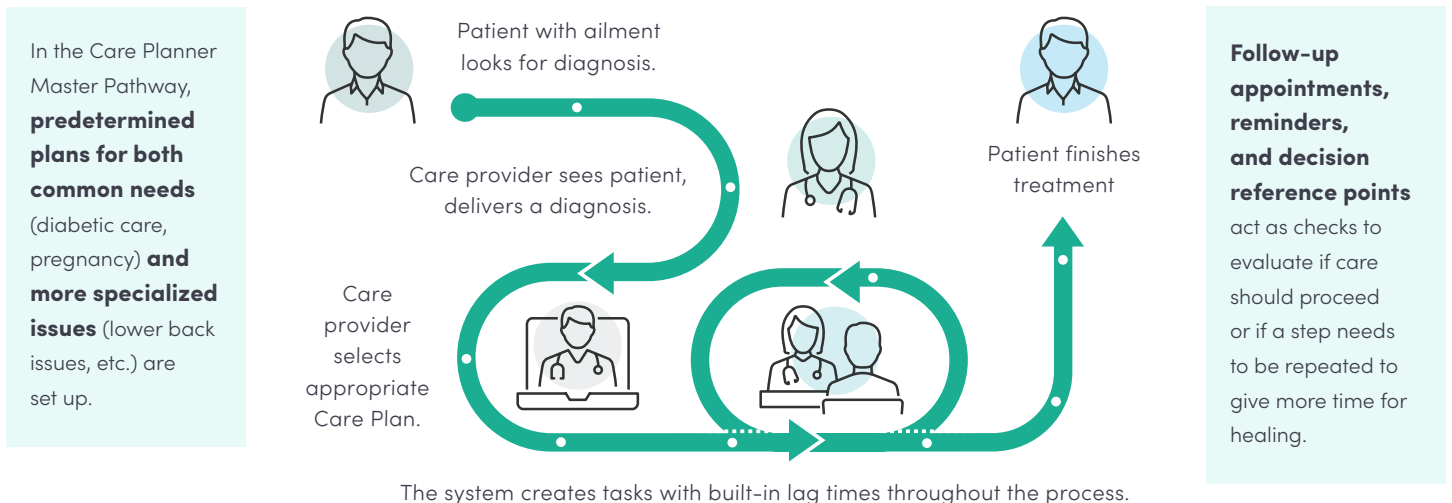 In the Care Planner
Master Pathway,
predetermined
plans for both
common needs
(diabetic care,
pregnancy) and
more specialized
issues (lower back
issues, etc.) are
set up.
Patient with ailment
looks for diagnosis.
Care provider sees patient,
delivers a diagnosis.
Care
provider
selects
appropriate
Care Plan.
Patient finishes
treatment
The system creates tasks with built-in lag times throughout the process.
Follow-up
appointments,
reminders,
and decision
reference points
act as checks to
evaluate if care
should proceed
or if a step needs
to be repeated to
give more time for
healing.